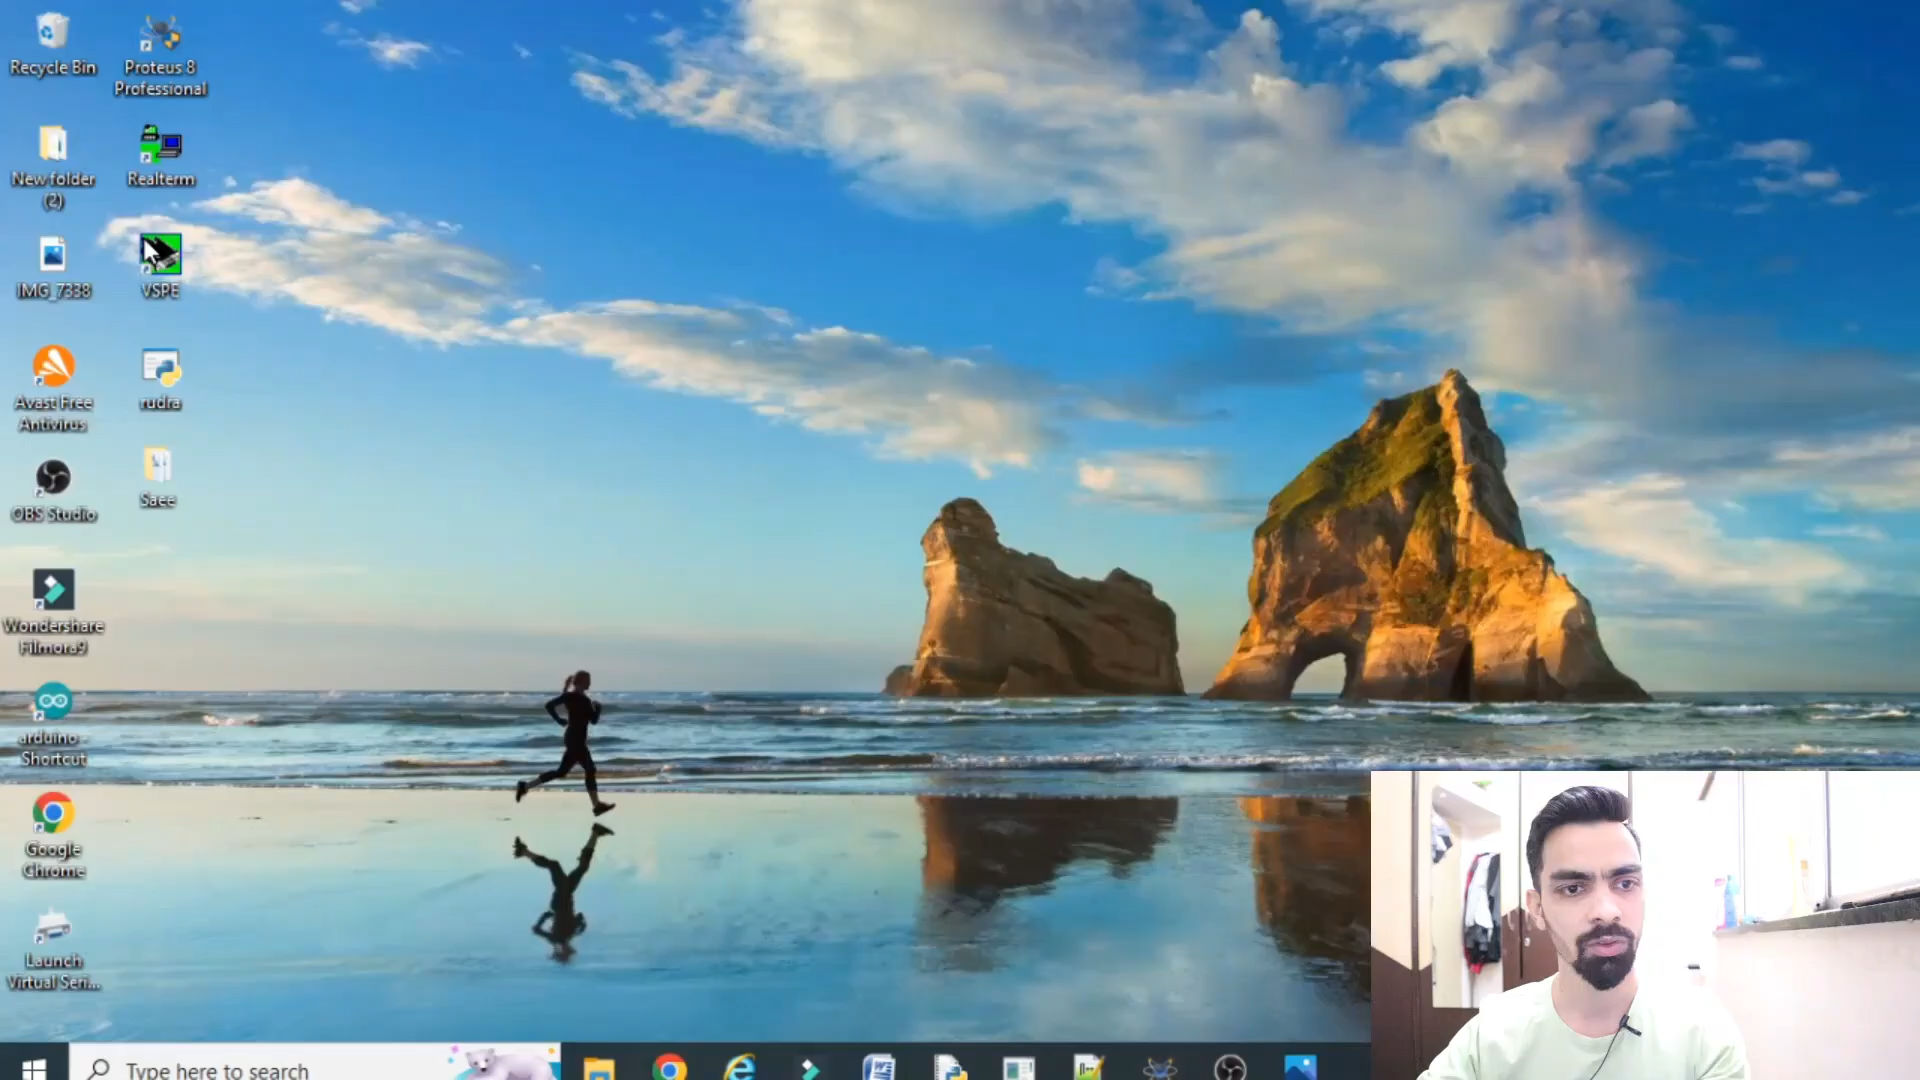 Recycle Bin
Proteus 8
Professional
New folder
(2)
Realterm
IMG_7338
VSPE
Avast Free
Antivirus
rudra
OBS Studio
Saee
Wondershare
Filmora9
arduino -
Shortcut
Google
Chrome
Launch
Virtual Seri...
Type here to search